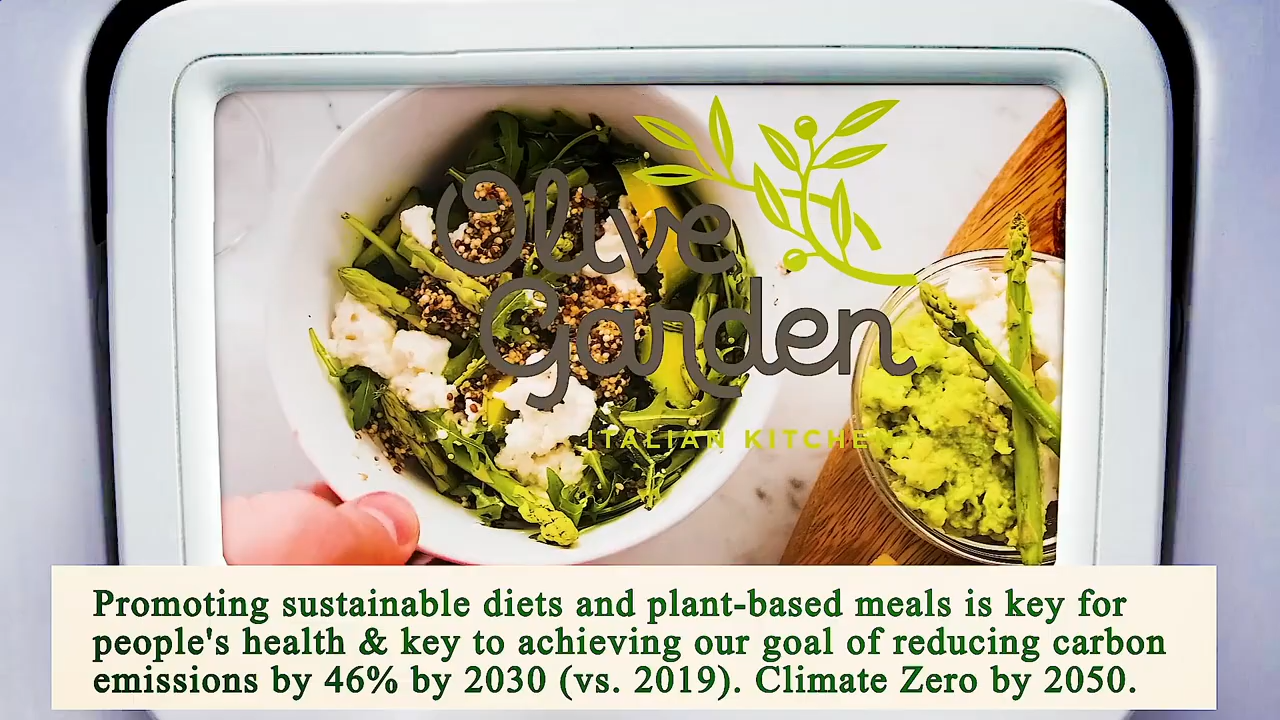 Olive
Garden
ITALIAN KITCHEN
Promoting sustainable diets and plant-based meals is key for
people's health & key to achieving our goal of reducing carbon
emissions by 46% by 2030 (vs. 2019). Climate Zero by 2050.